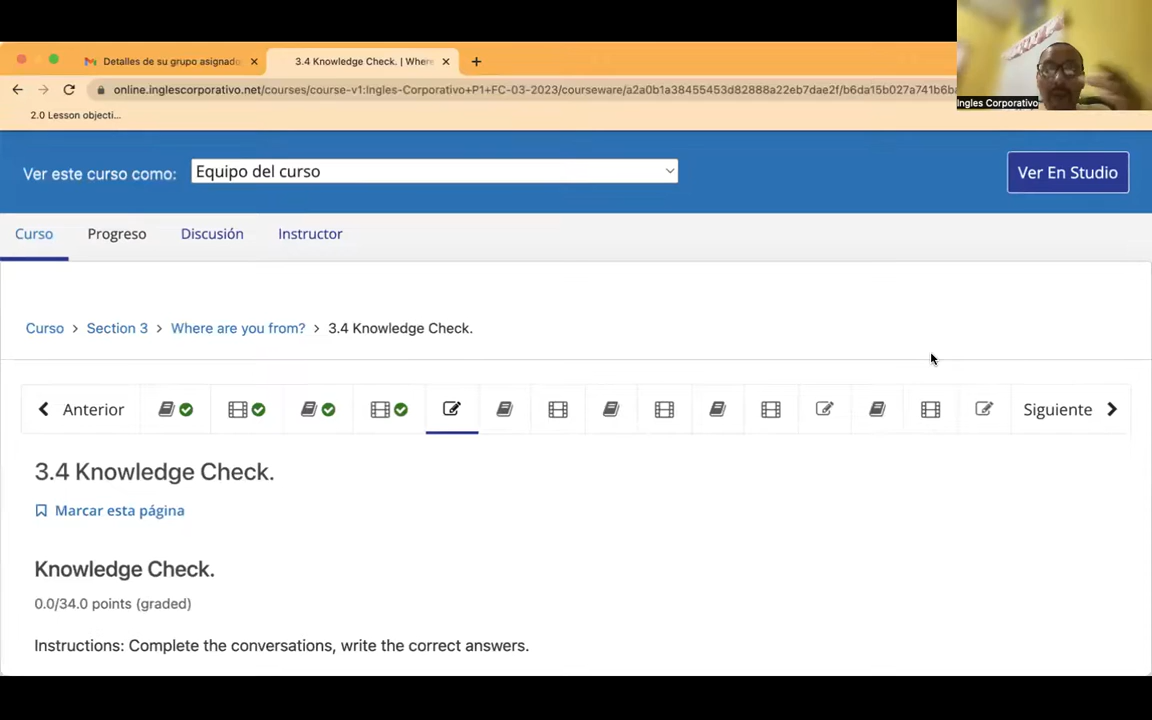 Detalles de su grupo asignado
3.4 Knowledge Check. | Where
online.inglescorporativo.net/courses/course-v1:Ingles-Corporativo+P1+FC-03-2023/courseware/a2a0b1a38455453d82888a22eb7dae2f/b6da15b027a741b6b
Ingles Corporativo
2.0 Lesson objecti...
Ver este curso como:
Equipo del curso
Ver En Studio
Curso
Progreso
Discusión
Instructor
Curso > Section 3 > Where are you from? > 3.4 Knowledge Check.
Anterior
Siguiente
3.4 Knowledge Check.
Marcar esta página
Knowledge Check.
0.0/34.0 points (graded)
Instructions: Complete the conversations, write the correct answers.